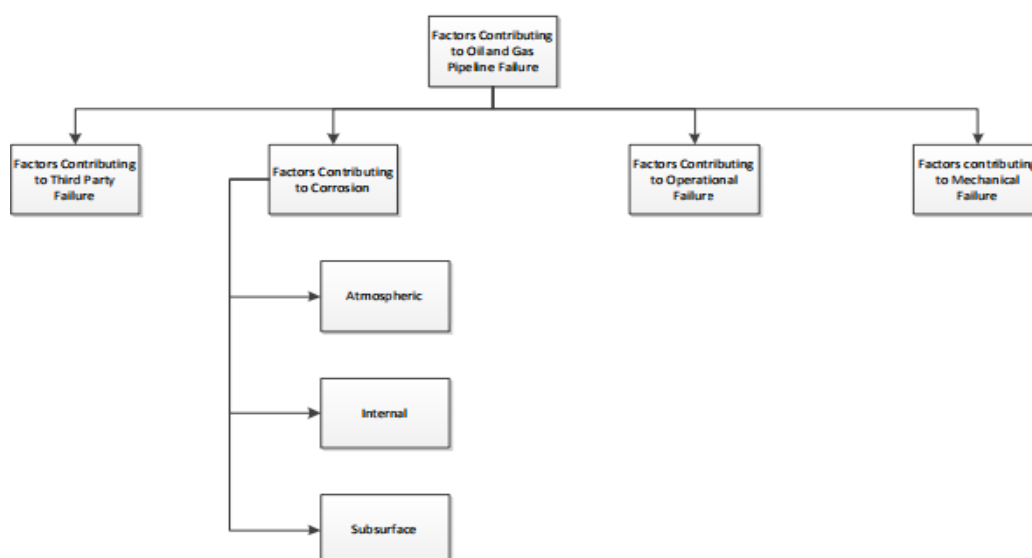 Factors Contributing
to Oil and Gas
Pipeline Failure
Factors Contributing
to Third Party
Failure
Factors Contributing
to Corrosion
Factors Contributing
to Operational
Failure
Factors contributing
to Mechanical
Failure
Atmospheric
Internal
Subsurface